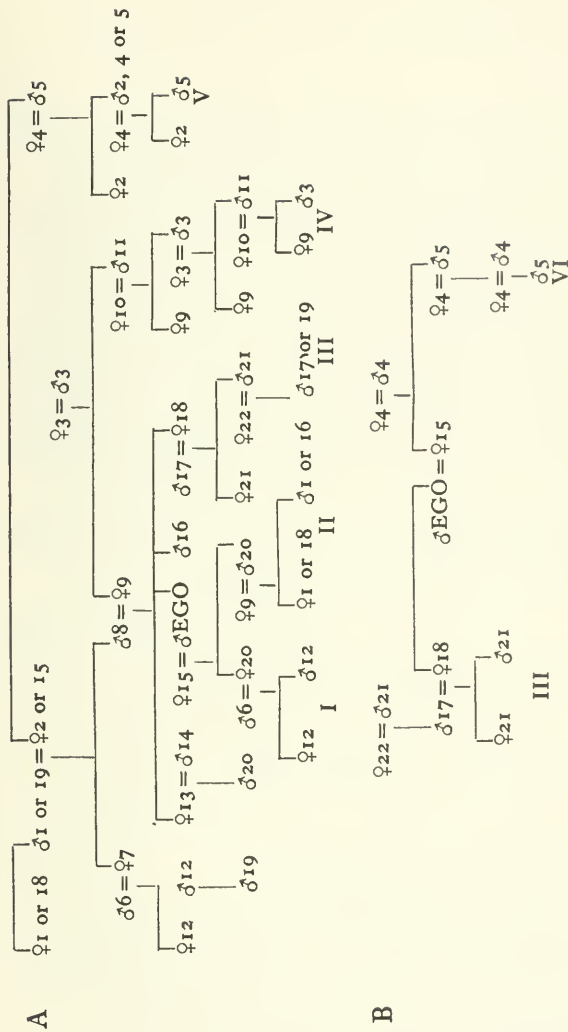 A
♀1 or 18 ♂1 or 19 = ♀2 or 15 ♀4 = ♂5
♀3 = ♂3
♂6 = ♀7 ♂8 = ♀9 ♀10 = ♂11 ♀2 ♀4 = ♂2, 4 or 5
♀12 ♂12 ♀13 = ♂14 ♀15 = ♂EGO ♂16 ♂17 = ♀18 ♀9 ♀3 = ♂3 ♀2 ♂5
V
♂19 ♂20 ♂6 = ♀20 ♀9 = ♂20 ♀21 ♀22 = ♂21 ♀9 ♀10 = ♂11
♀12 ♂12 ♀1 or 18 ♂1 or 16 ♂17 or 19 ♀9 ♂3
I II III IV
B
♀22 = ♂21 ♀4 = ♂4
♂17 = ♀18 ♂EGO = ♀15 ♀4 = ♂5
♀21 ♂21 ♀4 = ♂4
♂5
III VI